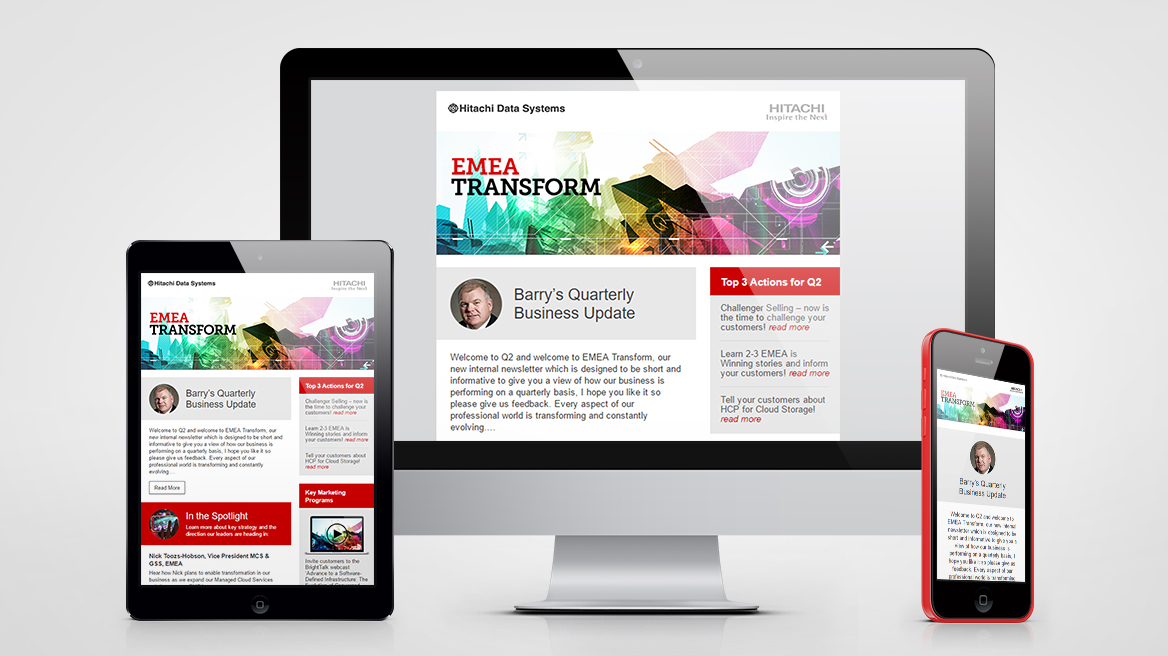 Hitachi Data Systems
HITACHI
Inspire the Next
EMEA
TRANSFORM
Barry's Quarterly
Business Update
Welcome to Q2 and welcome to EMEA Transform, our
new internal newsletter which is designed to be short and
informative to give you a view of how our business is
performing on a quarterly basis, I hope you like it so
please give us feedback. Every aspect of our
professional world is transforming and constantly
evolving....
Top 3 Actions for Q2
Challenger Selling – now is
the time to challenge your
customers! read more
Learn 2-3 EMEA is
Winning stories and inform
your customers! read more
Tell your customers about
HCP for Cloud Storage!
read more
Hitachi Data Systems
HITACHI
Inspire the Next
EMEA
TRANSFORM
Barry's Quarterly
Business Update
Welcome to Q2 and welcome to EMEA Transform, our
new internal newsletter which is designed to be short and
informative to give you a view of how our business is
performing on a quarterly basis, I hope you like it so
please give us feedback. Every aspect of our
professional world is transforming and constantly
evolving....
Read More
In the Spotlight
Learn more about key strategy and the
direction our leaders are heading in:
Nick Toozs-Hobson, Vice President MCS &
GSS, EMEA
Hear how Nick plans to enable transformation in our
business as we expand our Managed Cloud Services
Top 3 Actions for Q2
Challenger Selling – now is
the time to challenge your
customers! read more
Learn 2-3 EMEA is
Winning stories and inform
your customers! read more
Tell your customers about
HCP for Cloud Storage!
read more
Key Marketing
Programs
Invite customers to the
BrightTalk webcast
'Advance to a Software-
Defined Infrastructure: The
Hitachi Data Systems
HITACHI
EMEA
TRANSFORM
Barry's Quarterly
Business Update
Welcome to Q2 and welcome to
EMEA Transform, our new internal
newsletter which is designed to be
short and informative to give you a
view of how our business is
performing on a quarterly basis, I
hope you like it so please give us
feedback. Every aspect of our
professional world is transforming